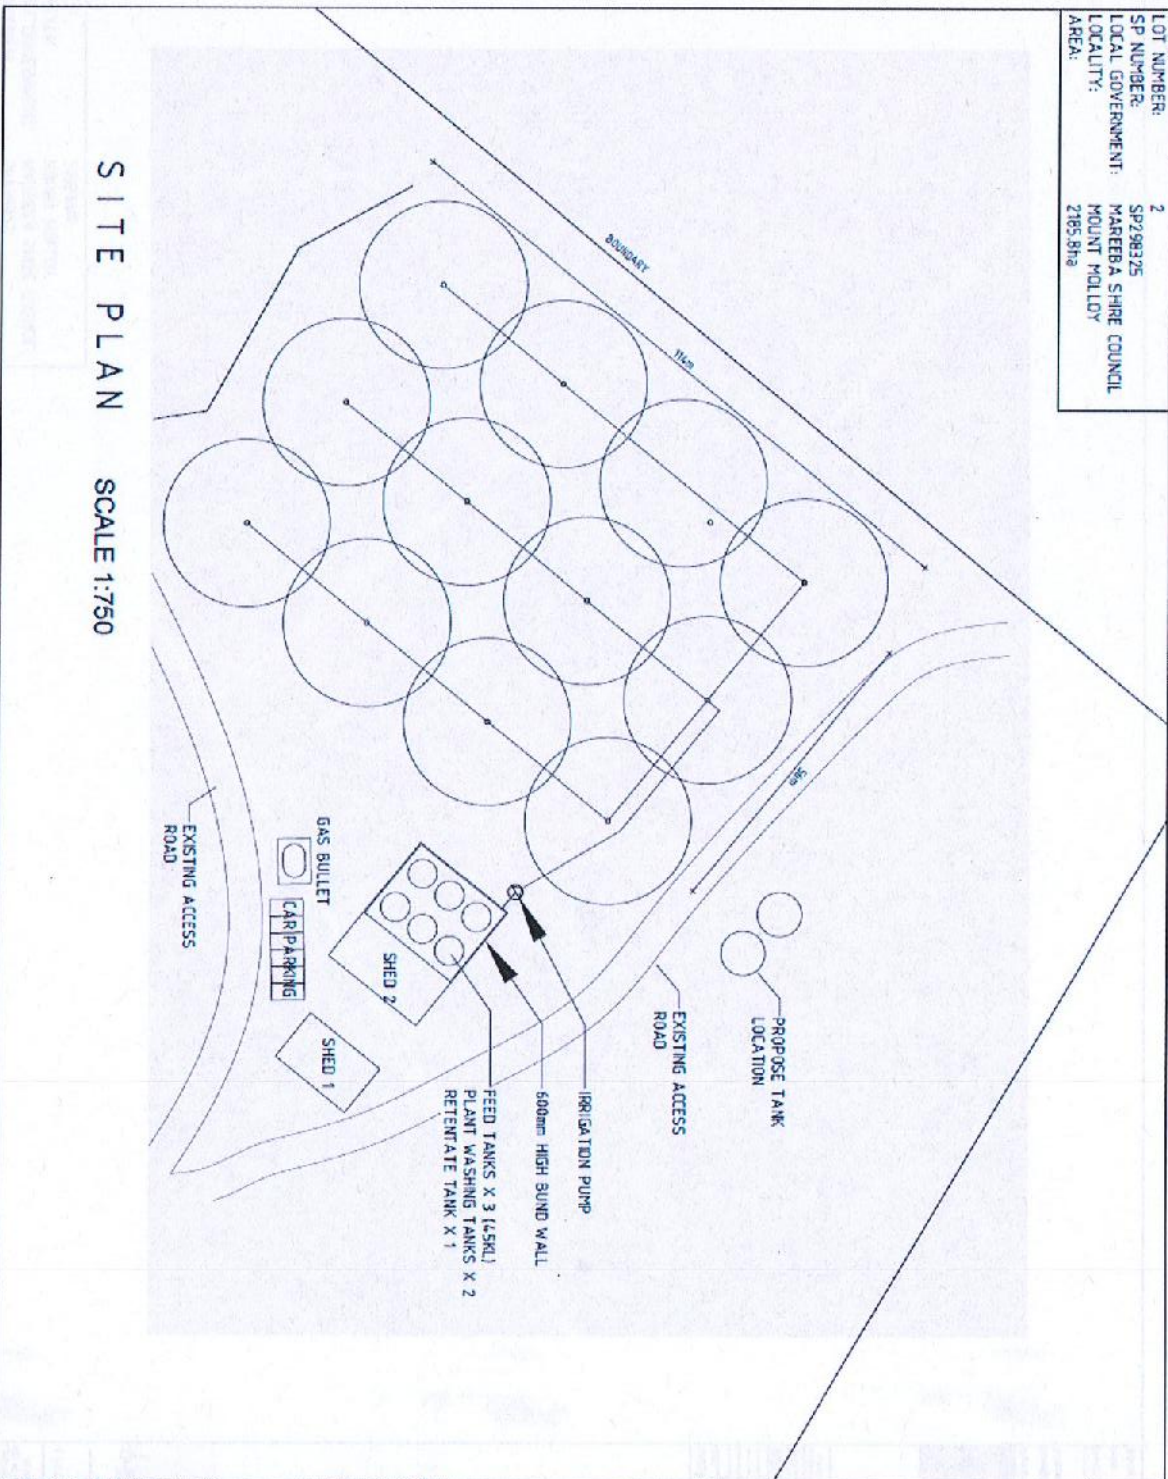 LOT NUMBER: 2
SP NUMBER: SP298325
LOCAL GOVERNMENT: MAREEBA SHIRE COUNCIL
LOCALITY: MOUNT MOLLOY
AREA: 2185.8ha
BOUNDARY
114m
PROPOSE TANK
LOCATION
EXISTING ACCESS
ROAD
IRRIGATION PUMP
600mm HIGH BUND WALL
FEED TANKS X 3 (45KL)
PLANT WASHING TANKS X 2
RETENTATE TANK X 1
SHED 2
SHED 1
GAS BULLET
CAR PARKING
EXISTING ACCESS
ROAD
SITE PLAN SCALE 1:750